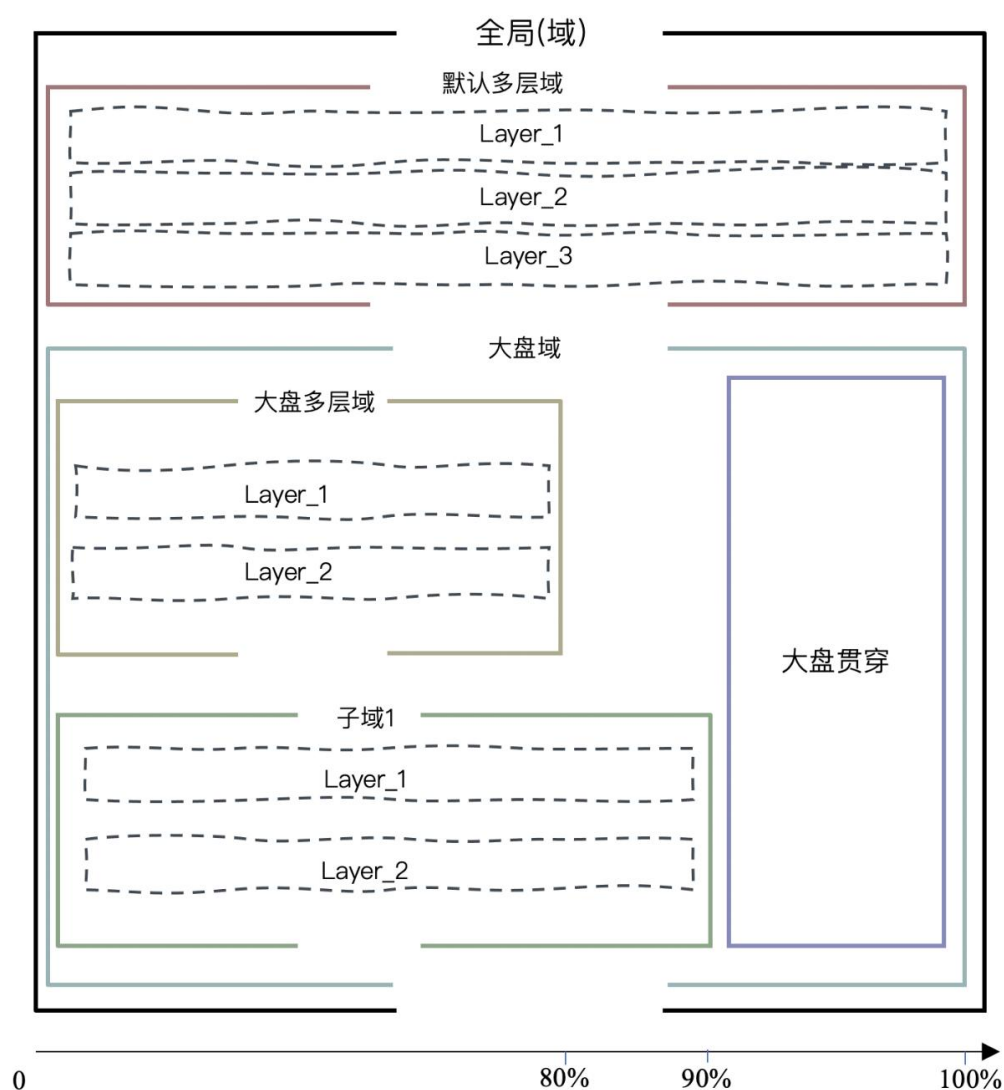 全局(域)
默认多层域
Layer_1
Layer_2
Layer_3
大盘域
大盘多层域
Layer_1
Layer_2
大盘贯穿
子域1
Layer_1
Layer_2
0
80%
90%
100%